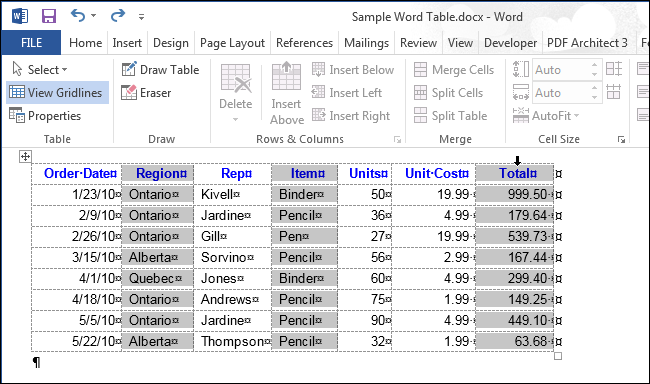 Sample Word Table.docx - Word
FILE Home Insert Design Page Layout References Mailings Review View Developer PDF Architect 3
Select Draw Table Delete Insert Above Insert Below Merge Cells Auto
View Gridlines Eraser Insert Left Split Cells Auto
Properties Insert Right Split Table AutoFit
Table Draw Rows & Columns Merge Cell Size
Order·Date¤ Region¤ Rep¤ Item¤ Units¤ Unit·Cost¤ Total¤ ¤
1/23/10¤ Ontario¤ Kivell¤ Binder¤ 50¤ 19.99·¤ 999.50·¤ ¤
2/9/10¤ Ontario¤ Jardine¤ Pencil¤ 36¤ 4.99·¤ 179.64·¤ ¤
2/26/10¤ Ontario¤ Gill¤ Pen¤ 27¤ 19.99·¤ 539.73·¤ ¤
3/15/10¤ Alberta¤ Sorvino¤ Pencil¤ 56¤ 2.99·¤ 167.44·¤ ¤
4/1/10¤ Quebec¤ Jones¤ Binder¤ 60¤ 4.99·¤ 299.40·¤ ¤
4/18/10¤ Ontario¤ Andrews¤ Pencil¤ 75¤ 1.99·¤ 149.25·¤ ¤
5/5/10¤ Ontario¤ Jardine¤ Pencil¤ 90¤ 4.99·¤ 449.10·¤ ¤
5/22/10¤ Alberta¤ Thompson¤ Pencil¤ 32¤ 1.99·¤ 63.68·¤ ¤
¶